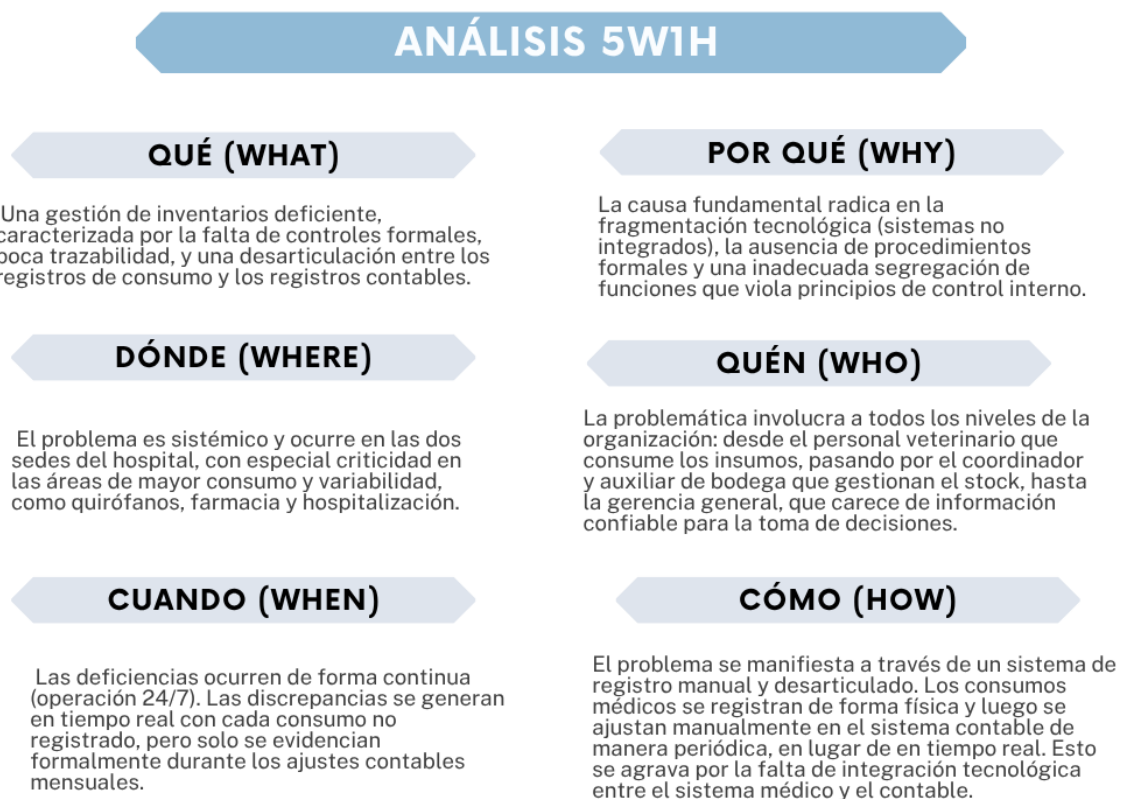 ANÁLISIS 5W1H
QUÉ (WHAT)
Una gestión de inventarios deficiente,
caracterizada por la falta de controles formales,
poca trazabilidad, y una desarticulación entre los
registros de consumo y los registros contables.
POR QUÉ (WHY)
La causa fundamental radica en la
fragmentación tecnológica (sistemas no
integrados), la ausencia de procedimientos
formales y una inadecuada segregación de
funciones que viola principios de control interno.
DÓNDE (WHERE)
El problema es sistémico y ocurre en las dos
sedes del hospital, con especial criticidad en
las áreas de mayor consumo y variabilidad,
como quirófanos, farmacia y hospitalización.
QUÉN (WHO)
La problemática involucra a todos los niveles de la
organización: desde el personal veterinario que
consume los insumos, pasando por el coordinador
y auxiliar de bodega que gestionan el stock, hasta
la gerencia general, que carece de información
confiable para la toma de decisiones.
CUANDO (WHEN)
Las deficiencias ocurren de forma continua
(operación 24/7). Las discrepancias se generan
en tiempo real con cada consumo no
registrado, pero solo se evidencian
formalmente durante los ajustes contables
mensuales.
CÓMO (HOW)
El problema se manifiesta a través de un sistema de
registro manual y desarticulado. Los consumos
médicos se registran de forma física y luego se
ajustan manualmente en el sistema contable de
manera periódica, en lugar de en tiempo real. Esto
se agrava por la falta de integración tecnológica
entre el sistema médico y el contable.